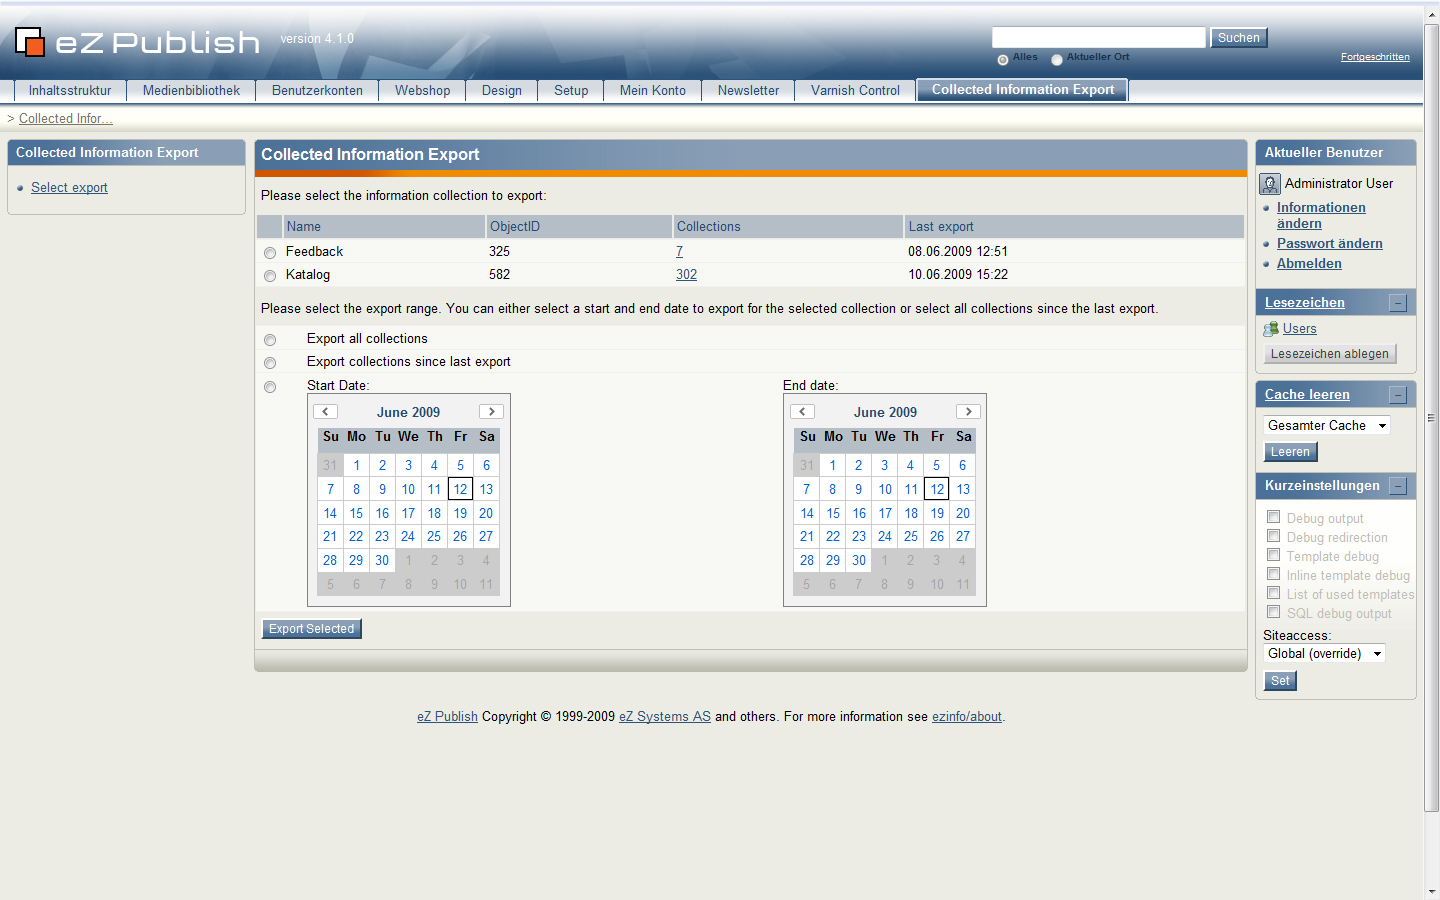 eZ Publish version 4.1.0
Suchen
Alles Aktueller Ort Fortgeschritten
Inhaltsstruktur Medienbibliothek Benutzerkonten Webshop Design Setup Mein Konto Newsletter Varnish Control Collected Information Export
> Collected Infor...
Collected Information Export
Select export
Collected Information Export
Please select the information collection to export:
Name ObjectID Collections Last export
Feedback 325 7 08.06.2009 12:51
Katalog 582 302 10.06.2009 15:22
Please select the export range. You can either select a start and end date to export for the selected collection or select all collections since the last export.
Export all collections
Export collections since last export
Start Date:
June 2009
Su Mo Tu We Th Fr Sa
31 1 2 3 4 5 6
7 8 9 10 11 12 13
14 15 16 17 18 19 20
21 22 23 24 25 26 27
28 29 30 1 2 3 4
5 6 7 8 9 10 11
End date:
June 2009
Su Mo Tu We Th Fr Sa
31 1 2 3 4 5 6
7 8 9 10 11 12 13
14 15 16 17 18 19 20
21 22 23 24 25 26 27
28 29 30 1 2 3 4
5 6 7 8 9 10 11
Export Selected
Aktueller Benutzer
Administrator User
Informationen
ändern
Passwort ändern
Abmelden
Lesezeichen
Users
Lesezeichen ablegen
Cache leeren
Gesamter Cache
Leeren
Kurzeinstellungen
Debug output
Debug redirection
Template debug
Inline template debug
List of used templates
SQL debug output
Siteaccess:
Global (override)
Set
eZ Publish Copyright © 1999-2009 eZ Systems AS and others. For more information see ezinfo/about.